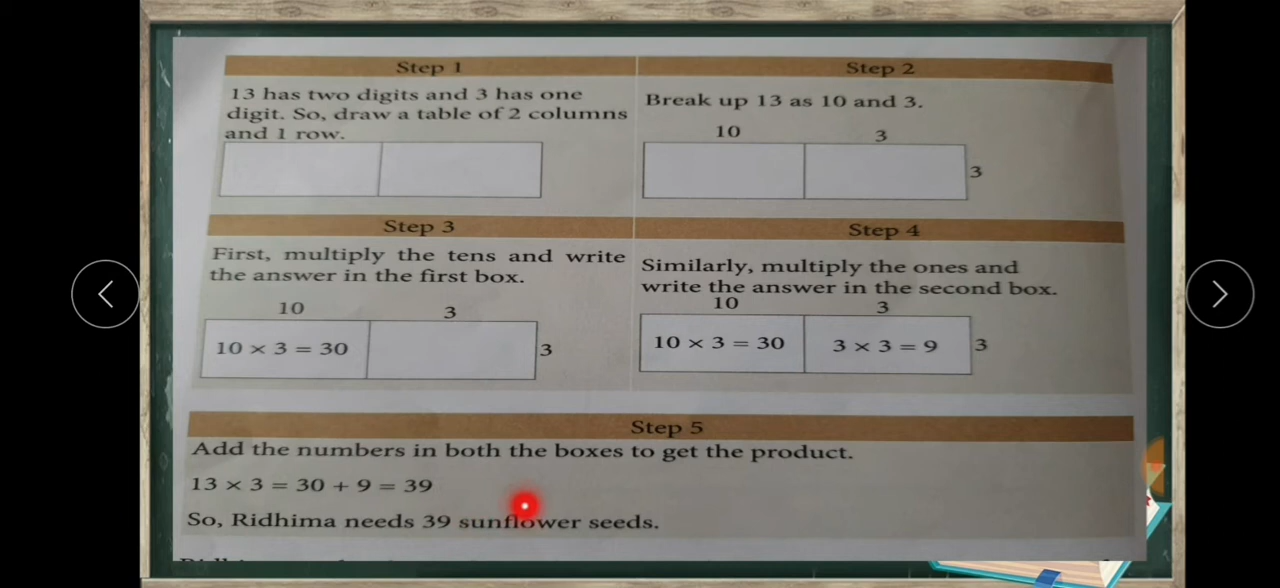 Step 1
13 has two digits and 3 has one
digit. So, draw a table of 2 columns
and 1 row.
Step 2
Break up 13 as 10 and 3.
10 3
3
Step 3
First, multiply the tens and write
the answer in the first box.
10 3
10 × 3 = 30
3
Step 4
Similarly, multiply the ones and
write the answer in the second box.
10 3
10 × 3 = 30 3 × 3 = 9 3
Step 5
Add the numbers in both the boxes to get the product.
13 × 3 = 30 + 9 = 39
So, Ridhima needs 39 sunflower seeds.